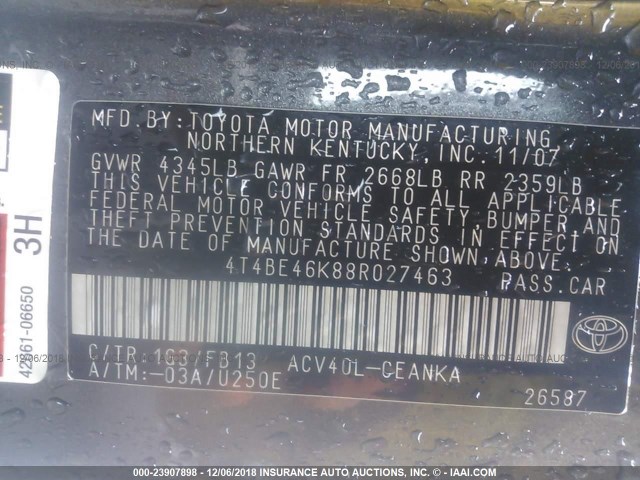 MFD BY: TOYOTA MOTOR MANUFACTURING
NORTHERN KENTUCKY, INC. 11/07
GVWR 4345LB GAWR FR 2668LB RR 2359LB
THIS VEHICLE CONFORMS TO ALL APPLICABLE
FEDERAL MOTOR VEHICLE SAFETY, BUMPER, AND
THEFT PREVENTION STANDARDS IN EFFECT ON
THE DATE OF MANUFACTURE SHOWN ABOVE.
4T4BE46K88R027463 PASS.CAR
C/TR: FB13 ACV40L-CEANKA
A/TM:-03A/U250E
26587
TOYOTA
42661-06650
3H
000-23907898 - 12/06/2018 INSURANCE AUTO AUCTIONS, INC. © - IAAI.COM